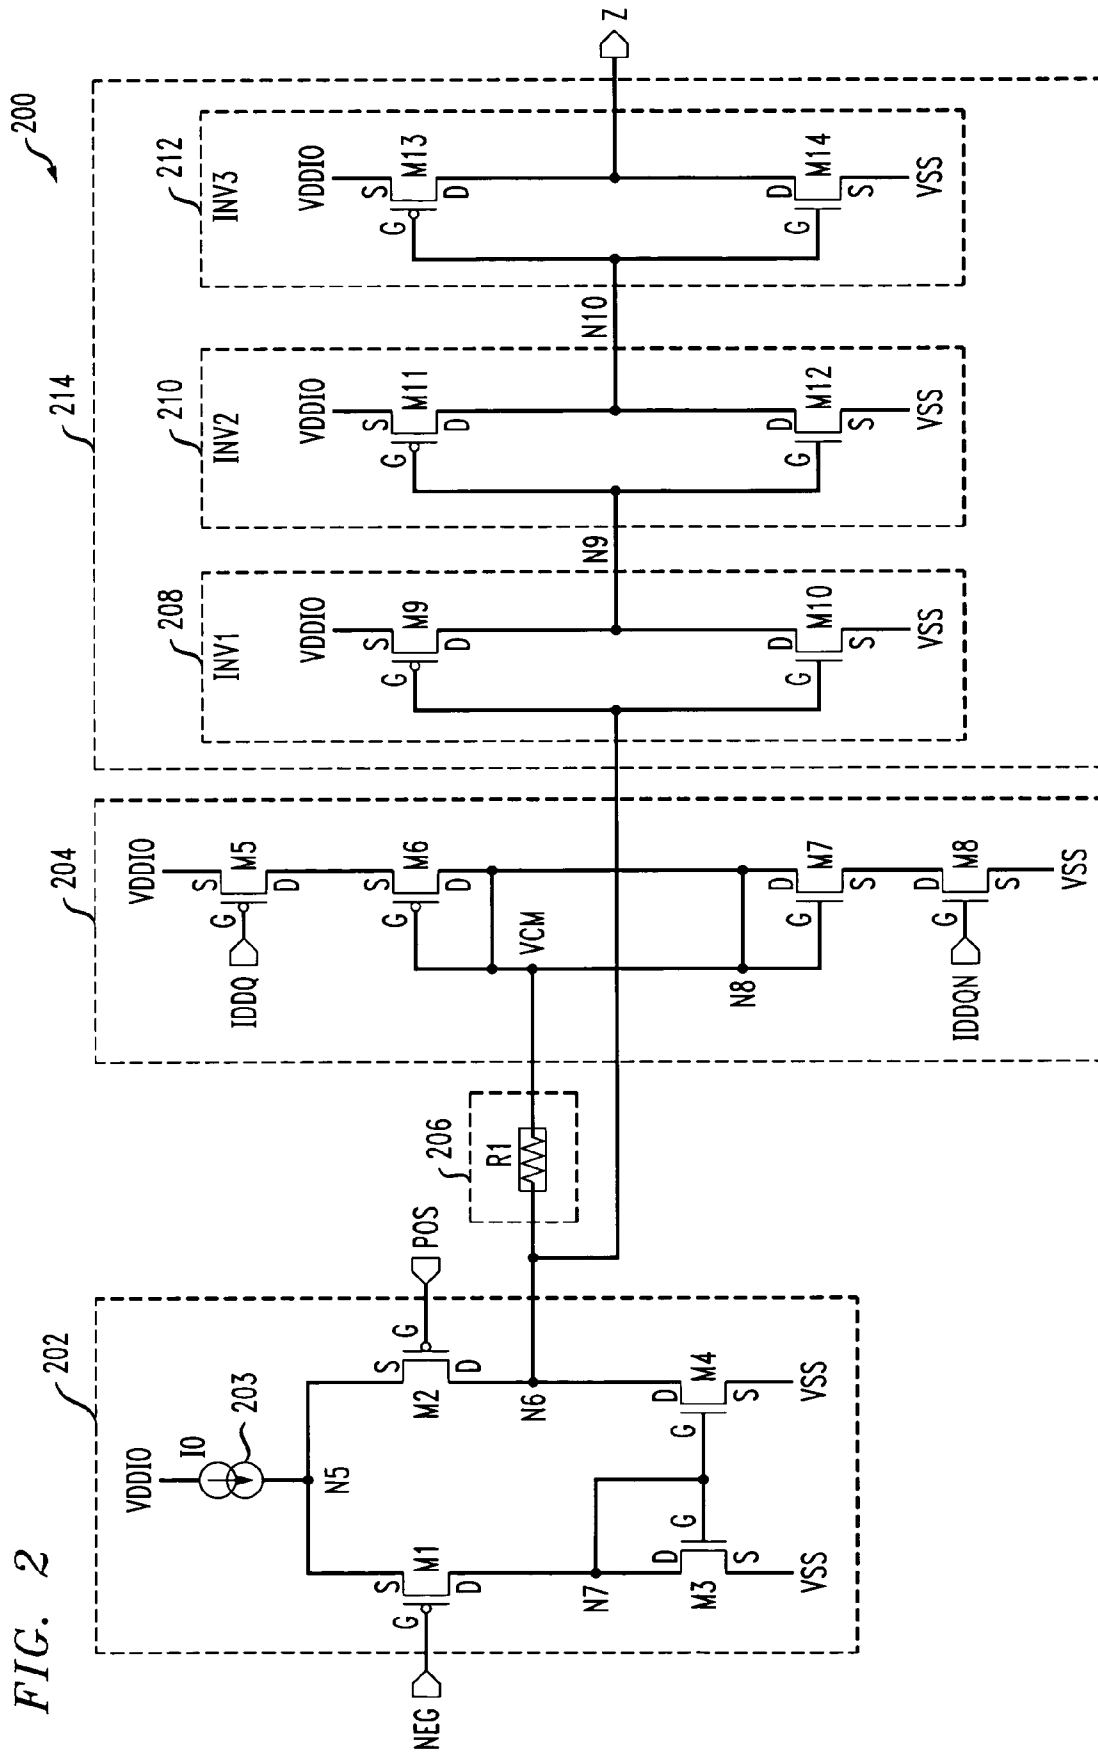 FIG. 2
200
202
VDDIO
I0
203
N5
NEG
G
S
M1
D
S
G
POS
M2
D
N7
N6
D
G
M3
S
VSS
D
M4
G
S
VSS
206
R1
204
VDDIO
IDDQ
G
S
M5
D
S
M6
G
D
VCM
N8
D
M7
G
S
IDDQN
D
M8
G
S
VSS
214
208
INV1
VDDIO
S
M9
G
D
D
M10
G
S
VSS
N9
210
INV2
VDDIO
S
M11
G
D
D
M12
G
S
VSS
N10
212
INV3
VDDIO
S
M13
G
D
D
M14
G
S
VSS
Z